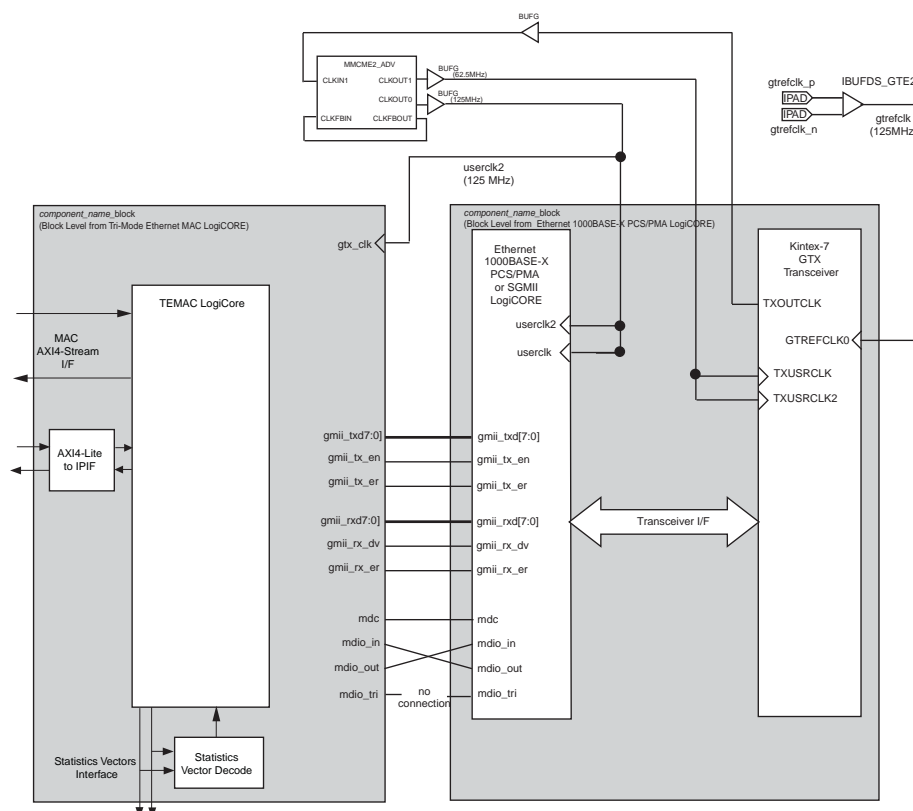 BUFG
MMCME2_ADV
CLKIN1
CLKOUT1
BUFG
(62.5MHz)
CLKOUT0
BUFG
(125MHz)
CLKFBIN
CLKFBOUT
gtrefclk_p
IBUFDS_GTE2
IPAD
IPAD
gtrefclk_n
gtrefclk
(125MHz
userclk2
(125 MHz)
component_name_block
(Block Level from Tri-Mode Ethernet MAC LogiCORE)
gtx_clk
TEMAC LogiCore
MAC
AXI4-Stream
I/F
AXI4-Lite
to IPIF
gmii_txd7:0]
gmii_tx_en
gmii_tx_er
gmii_rxd7:0]
gmii_rx_dv
gmii_rx_er
mdc
mdio_in
mdio_out
mdio_tri
no
connection
Statistics Vectors
Interface
Statistics
Vector Decode
component_name_block
(Block Level from Ethernet 1000BASE-X PCS/PMA LogiCORE)
Ethernet
1000BASE-X
PCS/PMA
or SGMII
LogiCORE
userclk2
userclk
gmii_txd[7:0]
gmii_tx_en
gmii_tx_er
gmii_rxd[7:0]
gmii_rx_dv
gmii_rx_er
mdc
mdio_in
mdio_out
mdio_tri
Transceiver I/F
Kintex-7
GTX
Transceiver
TXOUTCLK
GTREFCLK0
TXUSRCLK
TXUSRCLK2